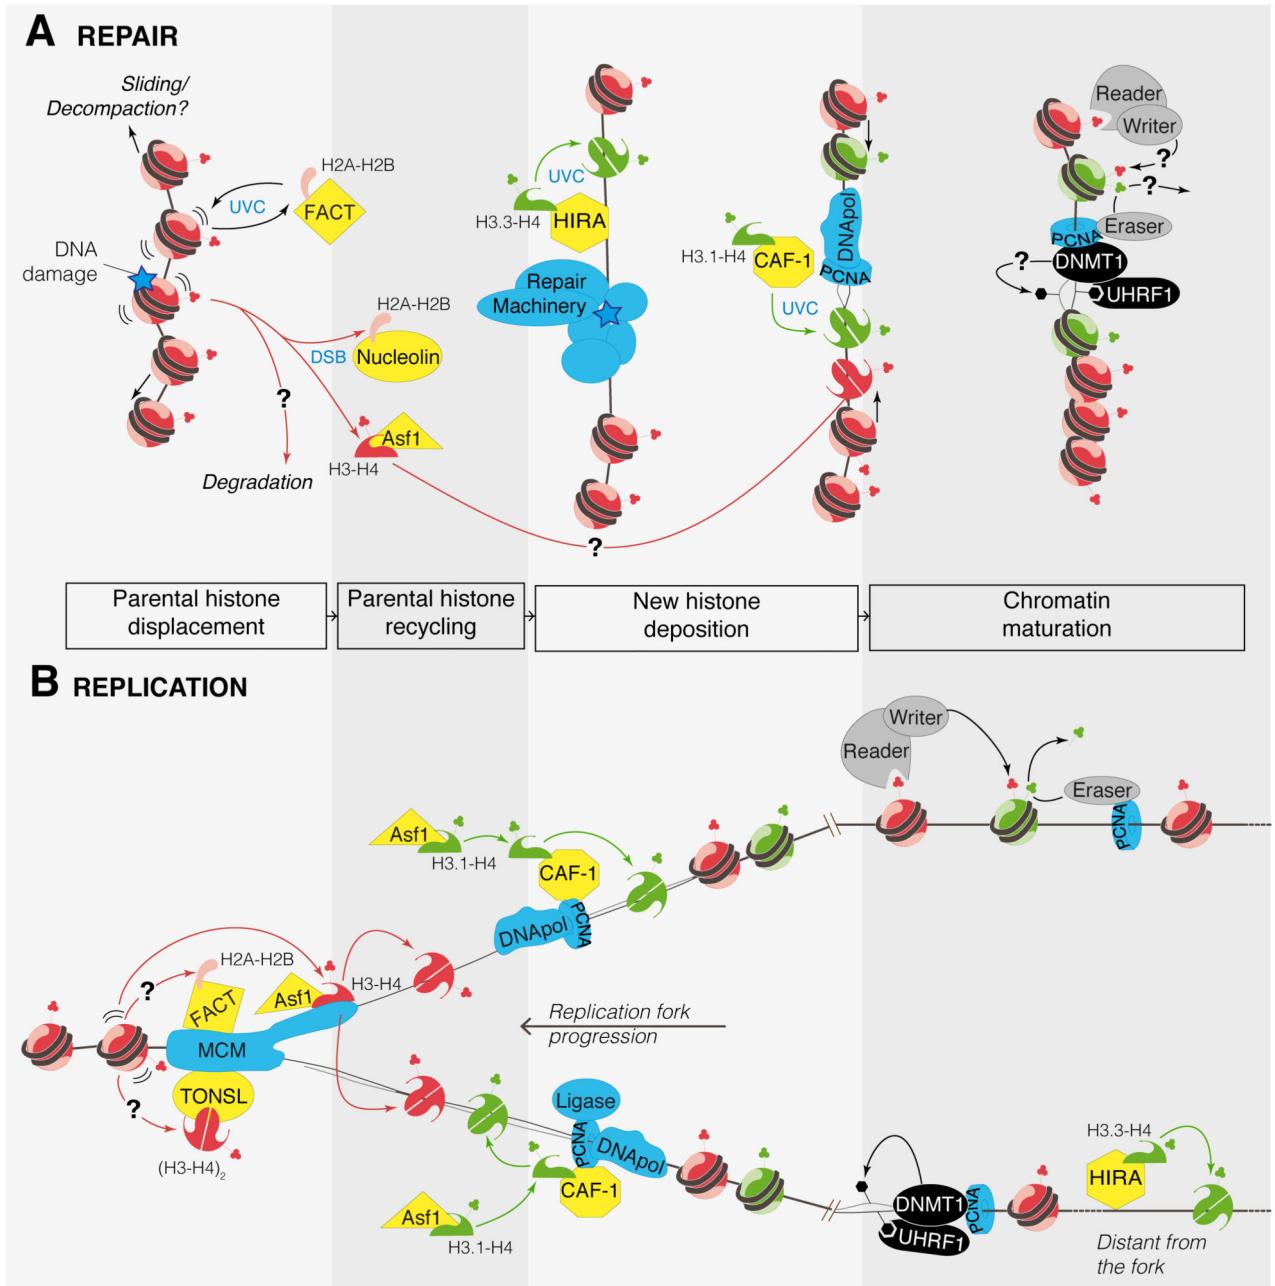 A REPAIR
Sliding/
Decompaction?
H2A-H2B
UVC
FACT
DNA
damage
H2A-H2B
DSB
Nucleolin
?
Asf1
H3-H4
Degradation
UVC
H3.3-H4
HIRA
Repair
Machinery
?
H3.1-H4
CAF-1
DNApol
PCNA
UVC
Reader
Writer
?
?
Eraser
PCNA
DNMT1
?
UHRF1
Parental histone
displacement
Parental histone
recycling
New histone
deposition
Chromatin
maturation
B REPLICATION
Writer
Reader
Eraser
PCNA
Asf1
H3.1-H4
CAF-1
DNApol
PCNA
H2A-H2B
?
FACT
Asf1
H3-H4
MCM
TONSL
?
(H3-H4)2
Replication fork
progression
Ligase
PCNA
DNApol
CAF-1
Asf1
H3.1-H4
H3.3-H4
HIRA
DNMT1
PCNA
UHRF1
Distant from
the fork